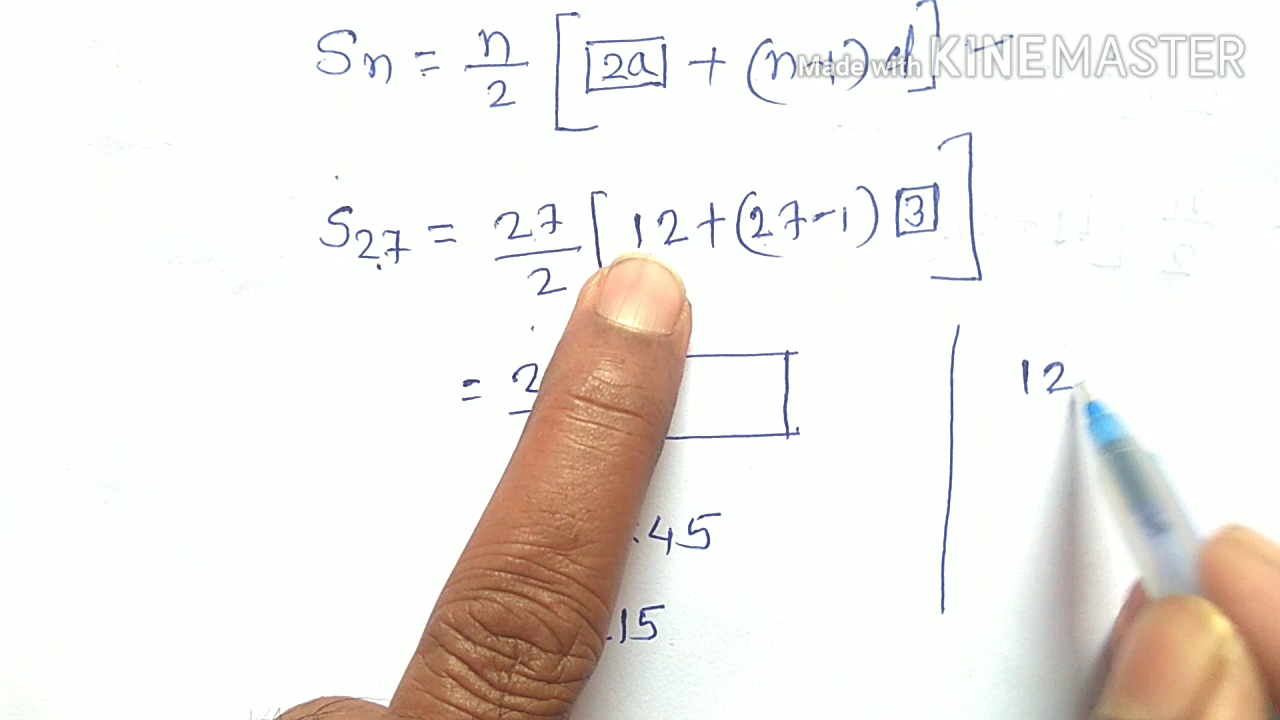 Sn = n/2 [2a + (n-1) d] -
Made with KINEMASTER
S27 = 27/2 [12 + (27-1) 3]
= 2
12
45
15